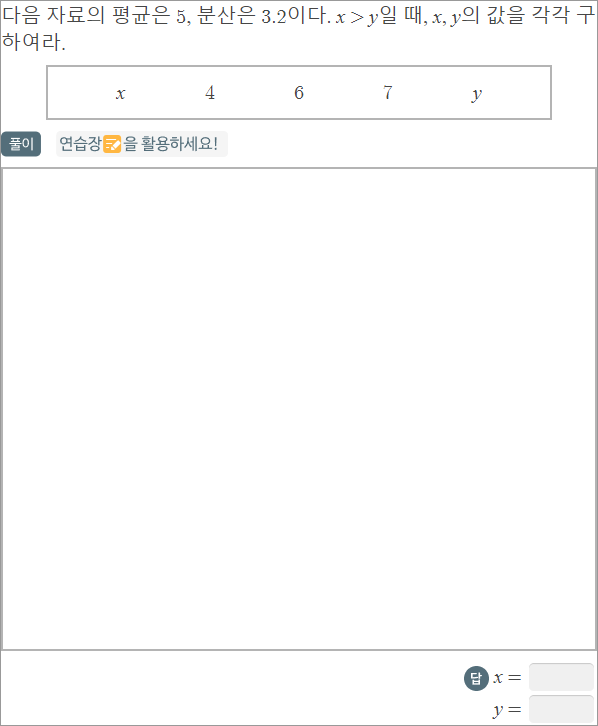 다음 자료의 평균은 5, 분산은 3.2이다. x > y일 때, x, y의 값을 각각 구
하여라.
x 4 6 7 y
풀이 연습장을 활용하세요!
답 x =
y =